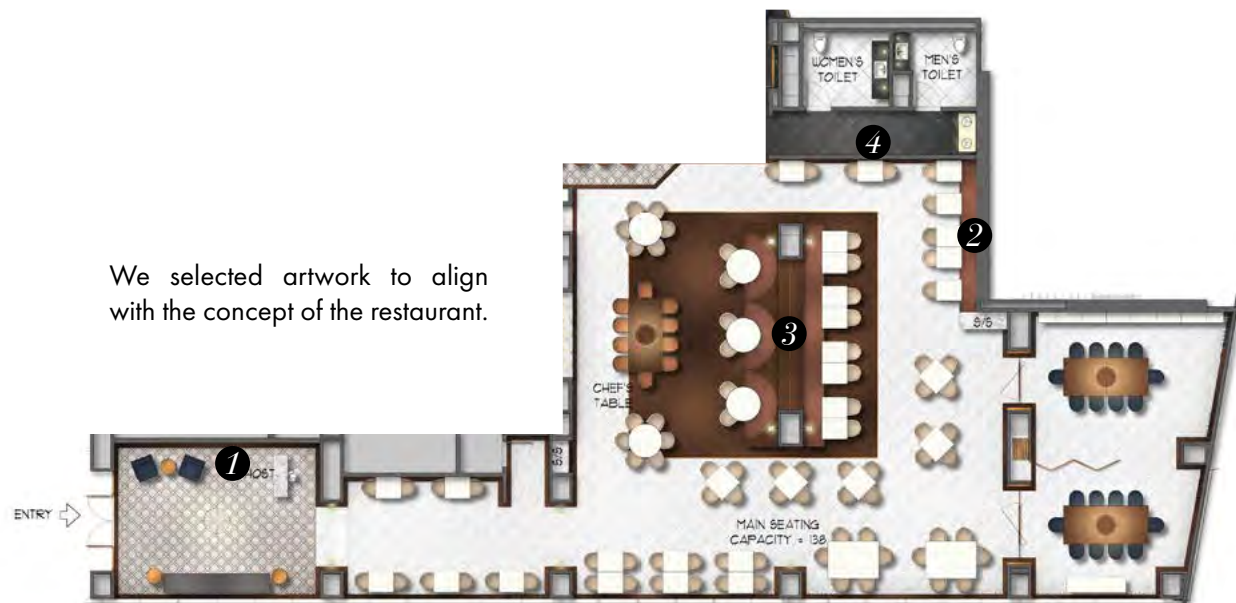 WOMEN'S
TOILET
MEN'S
TOILET
4
2
We selected artwork to align
with the concept of the restaurant.
3
S/S
CHEF'S
TABLE
1
HOST
S/S
ENTRY
MAIN SEATING
CAPACITY = 138